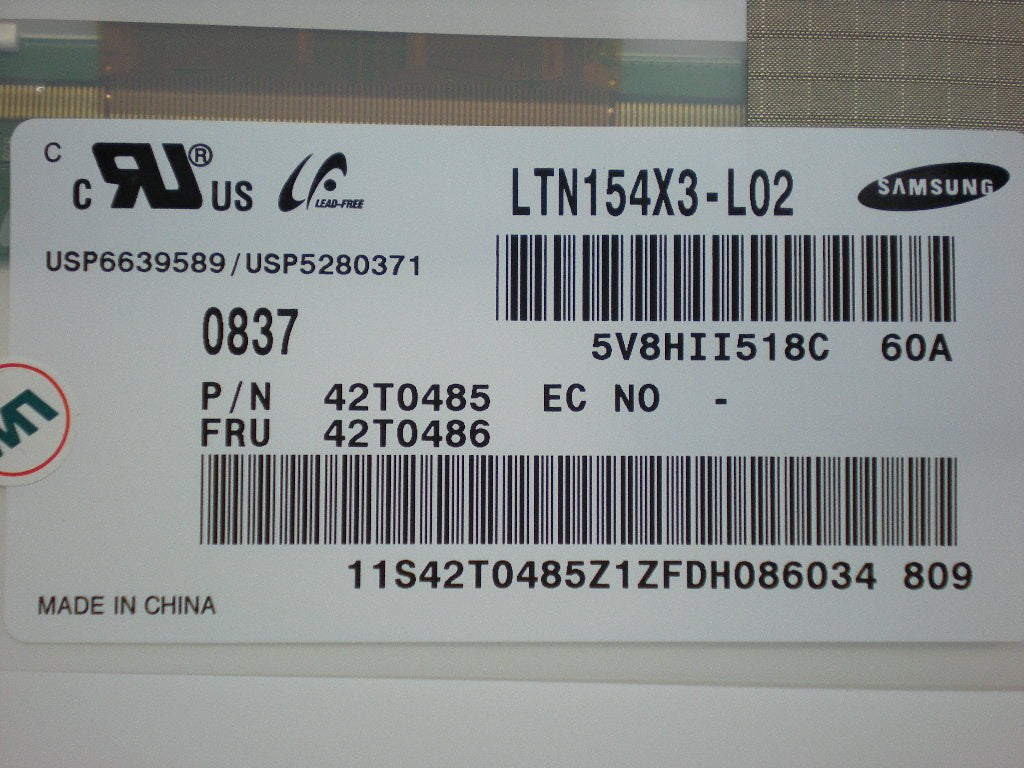 C
C RU ® US
LEAD-FREE
LTN154X3-L02
SAMSUNG
USP6639589/USP5280371
0837
5V8HII518C 60A
P/N 42T0485 EC NO -
FRU 42T0486
11S42T0485Z1ZFDH086034 809
MADE IN CHINA